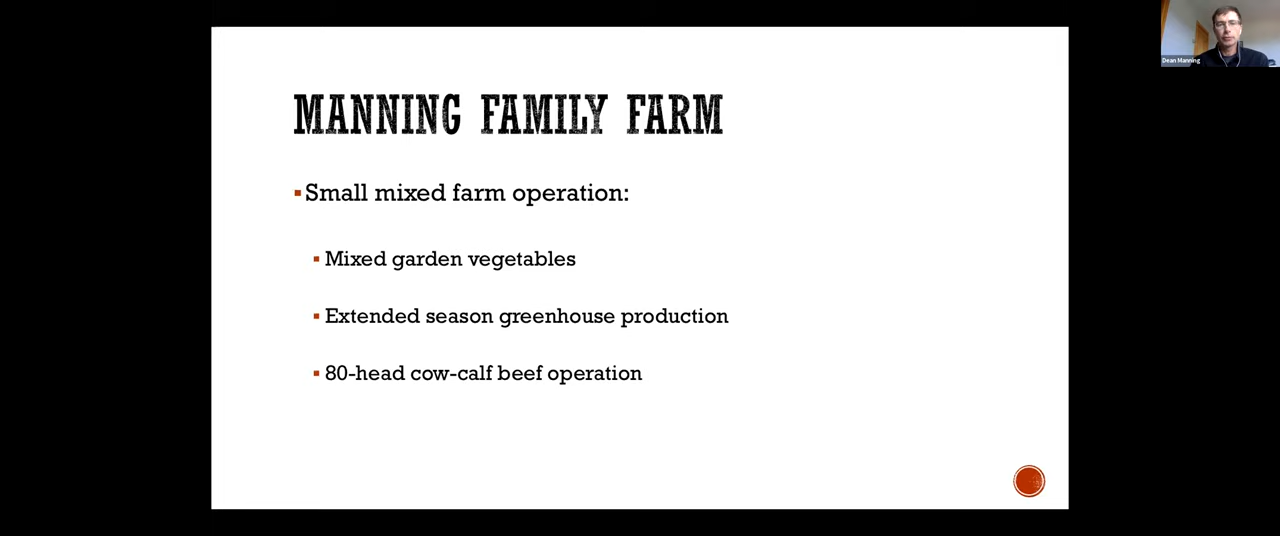 MANNING FAMILY FARM
Small mixed farm operation:
Mixed garden vegetables
Extended season greenhouse production
80-head cow-calf beef operation
Dean Manning